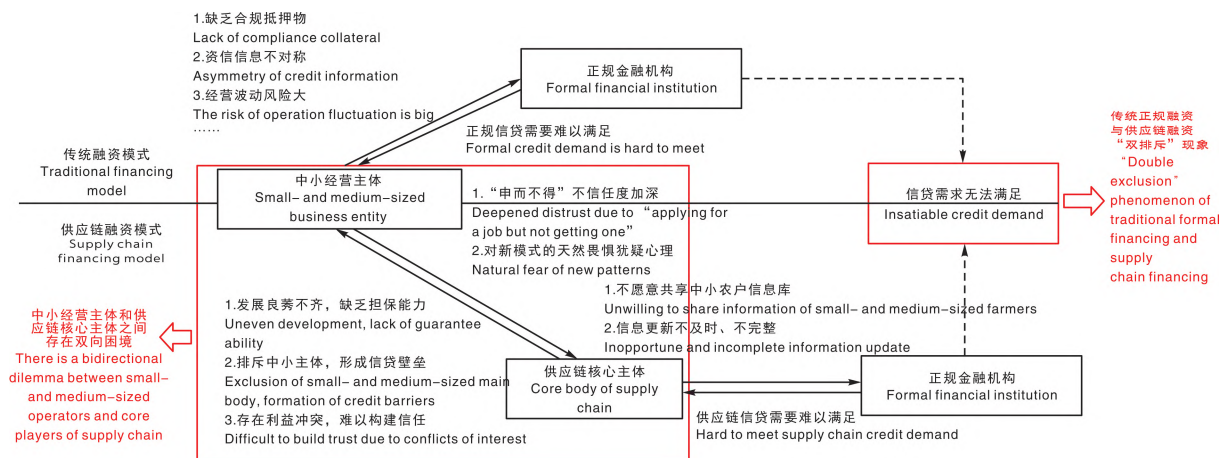 1.缺乏合规抵押物
Lack of compliance collateral
2.资信信息不对称
Asymmetry of credit information
3.经营波动风险大
The risk of operation fluctuation is big
……
正规金融机构
Formal financial institution
正规信贷需要难以满足
Formal credit demand is hard to meet
传统融资模式
Traditional financing
model
供应链融资模式
Supply chain
financing model
中小经营主体
Small- and medium-sized
business entity
1.“申而不得”不信任度加深
Deepened distrust due to “applying for
a job but not getting one”
2.对新模式的天然畏惧犹疑心理
Natural fear of new patterns
信贷需求无法满足
Insatiable credit demand
传统正规融资
与供应链融资
“双排斥”现象
“Double
exclusion”
phenomenon of
traditional formal
financing and
supply
chain financing
中小经营主体和供
应链核心主体之间
存在双向困境
There is a bidirectional
dilemma between small-
and medium-sized
operators and core
players of supply chain
1.发展良莠不齐，缺乏担保能力
Uneven development, lack of guarantee
ability
2.排斥中小主体，形成信贷壁垒
Exclusion of small- and medium-sized main
body, formation of credit barriers
3.存在利益冲突，难以构建信任
Difficult to build trust due to conflicts of interest
1.不愿意共享中小农户信息库
Unwilling to share information of small- and medium-sized farmers
2.信息更新不及时、不完整
Inopportune and incomplete information update
供应链核心主体
Core body of supply
chain
正规金融机构
Formal financial institution
供应链信贷需要难以满足
Hard to meet supply chain credit demand